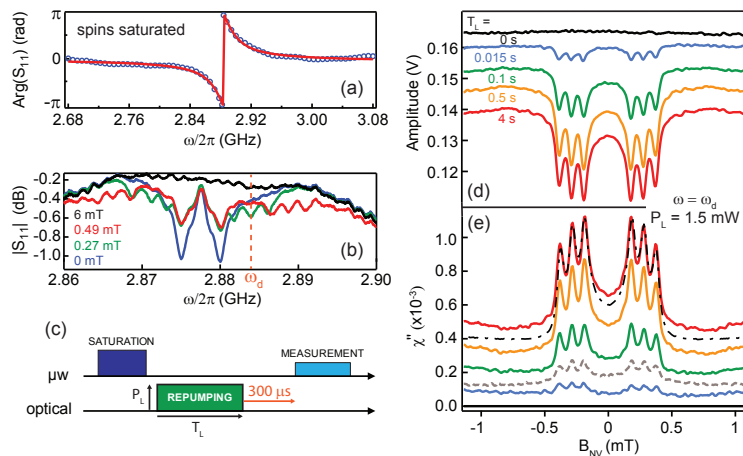 π
spins saturated
Arg(S11) (rad)
(a)
-π
2.68 2.76 2.84 2.92 3.00 3.08
ω/2π (GHz)
-0.2
-0.4
-0.6
-0.8
-1.0
|S11| (dB)
6 mT
0.49 mT
0.27 mT
0 mT
(b)
ωd
2.86 2.87 2.88 2.89 2.90
ω/2π (GHz)
(c)
SATURATION
MEASUREMENT
μw
PL
REPUMPING
300 μs
optical
TL
TL =
0 s
0.015 s
0.1 s
0.5 s
4 s
0.16
0.15
0.14
0.13
0.12
Amplitude (V)
(d)
ω = ωd
PL = 1.5 mW
(e)
1.0
0.8
0.6
0.4
0.2
0.0
χ'' (x10-3)
-1 -0.5 0 0.5 1
BNV (mT)